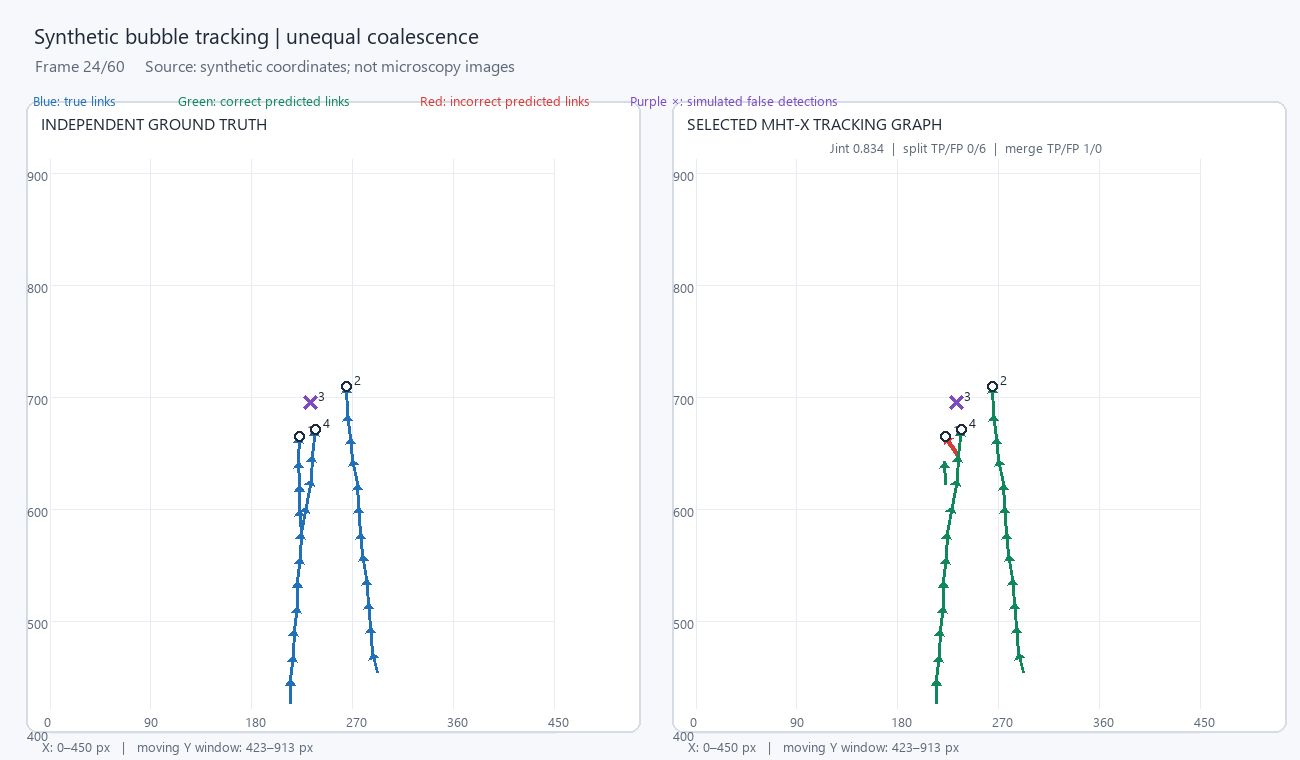 Synthetic bubble tracking | unequal coalescence
Frame 24/60 Source: synthetic coordinates; not microscopy images
Blue: true links Green: correct predicted links Red: incorrect predicted links Purple ×: simulated false detections
INDEPENDENT GROUND TRUTH
900
800
700
600
500
400
2
3
4
0 90 180 270 360 450
X: 0–450 px | moving Y window: 423–913 px
SELECTED MHT-X TRACKING GRAPH
Jint 0.834 | split TP/FP 0/6 | merge TP/FP 1/0
900
800
700
600
500
400
2
3
4
0 90 180 270 360 450
X: 0–450 px | moving Y window: 423–913 px